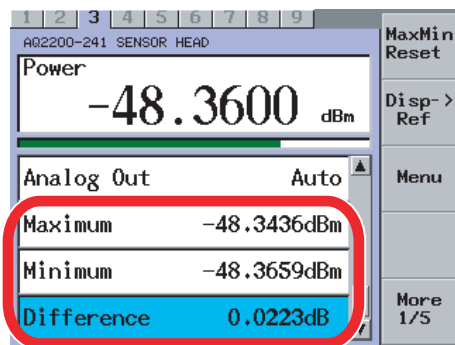 1 2 3 4 5 6 7 8 9
AQ2200-241 SENSOR HEAD
Power
-48.3600 dBm
Analog Out Auto
Maximum -48.3436dBm
Minimum -48.3659dBm
Difference 0.0223dB
MaxMin
Reset
Disp->
Ref
Menu
More
1/5